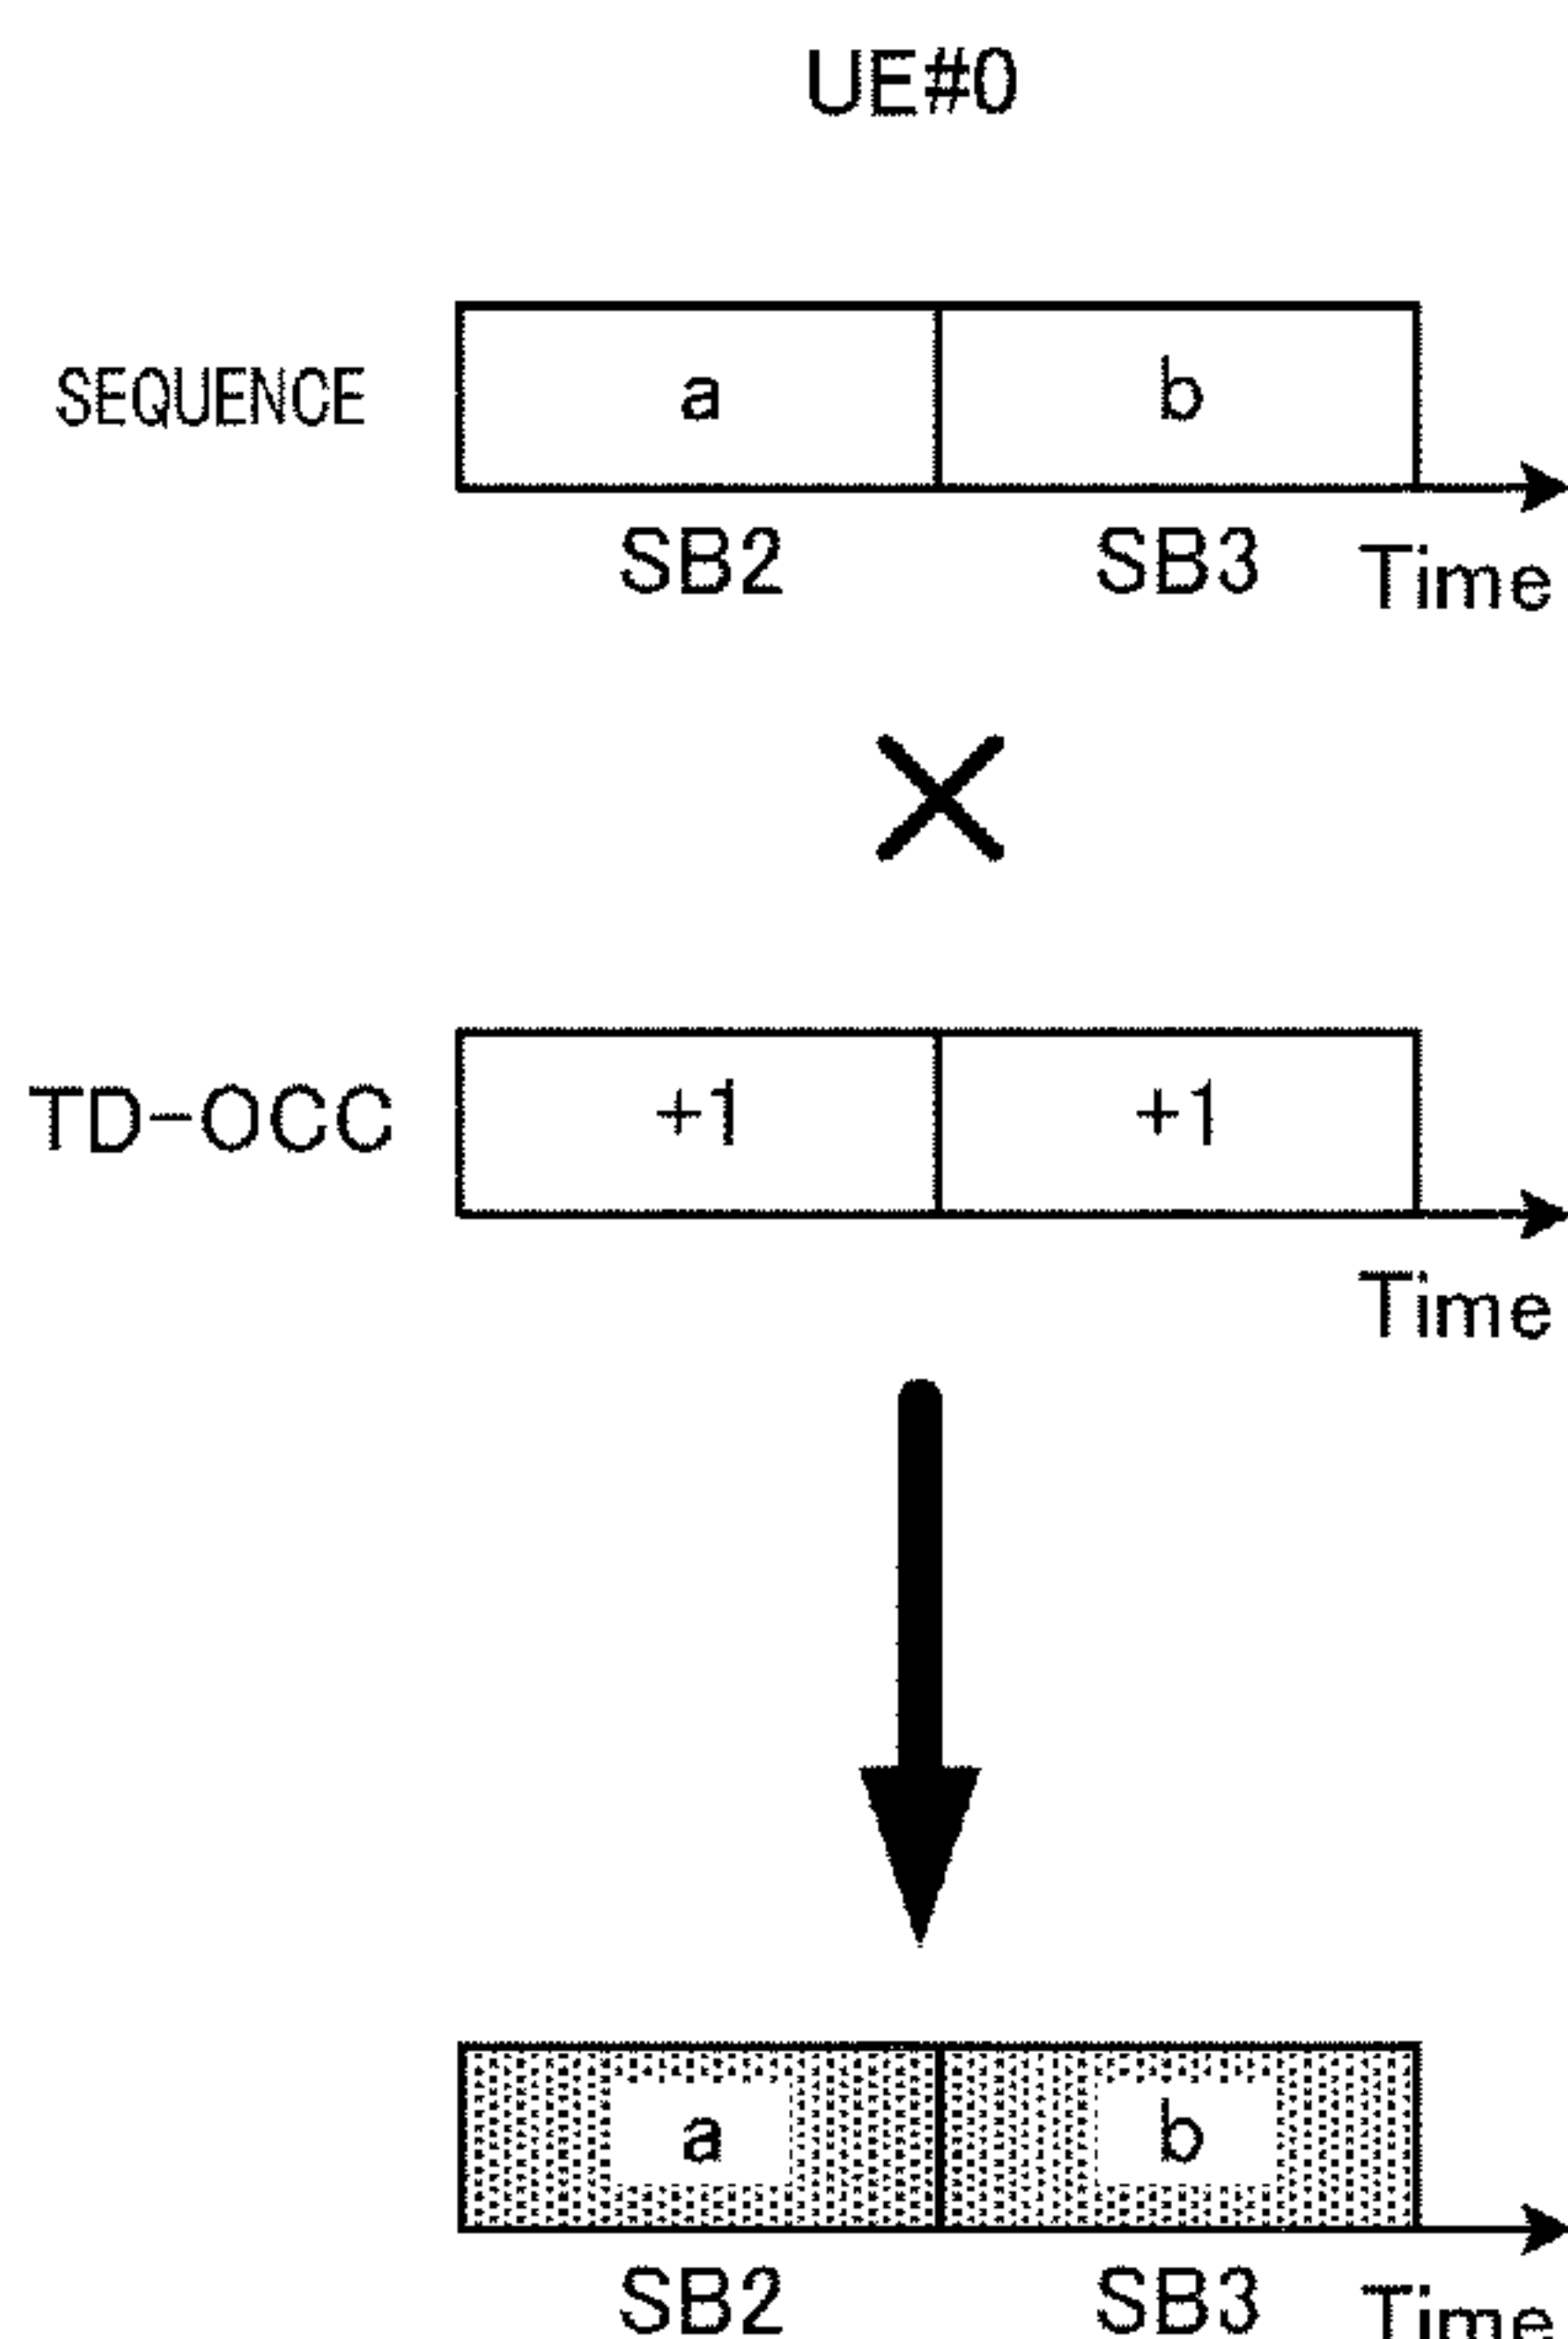 UE#0
SEQUENCE a b
SB2 SB3 Time
×
TD-OCC +1 +1
Time
a b
SB2 SB3 Time